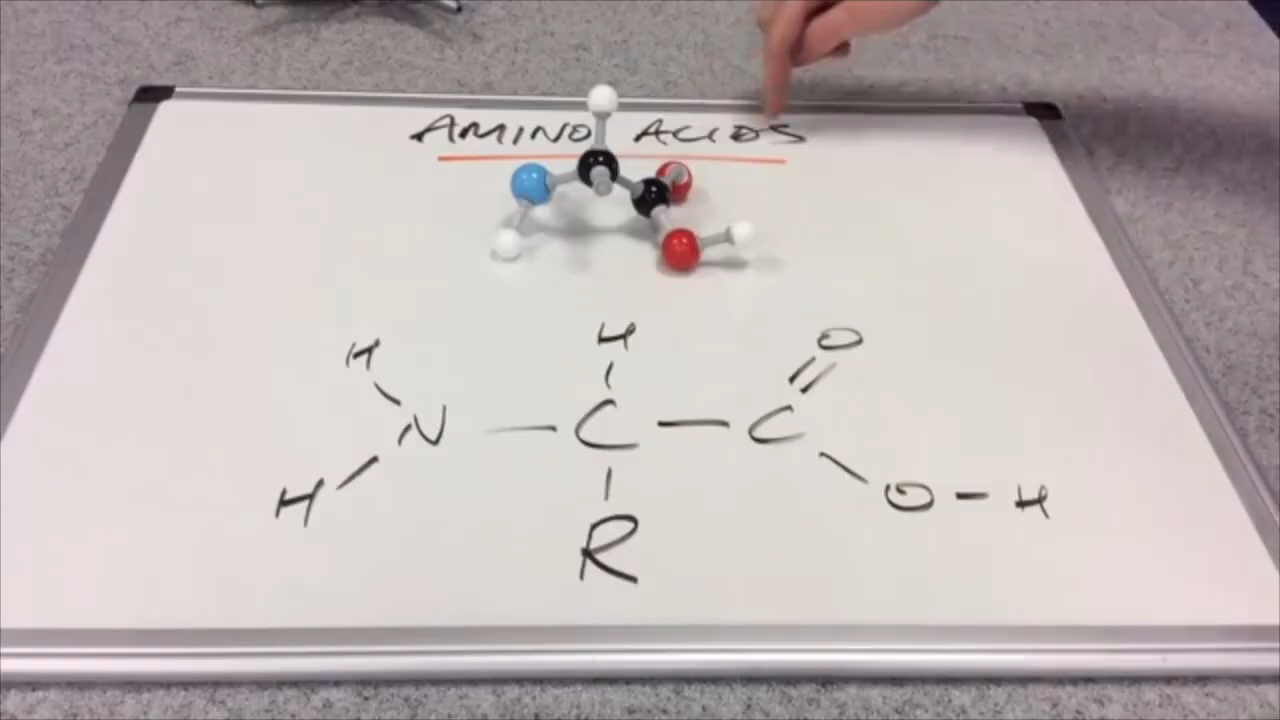 AMINO ACIDS
H H O
N C C
H O - H
R